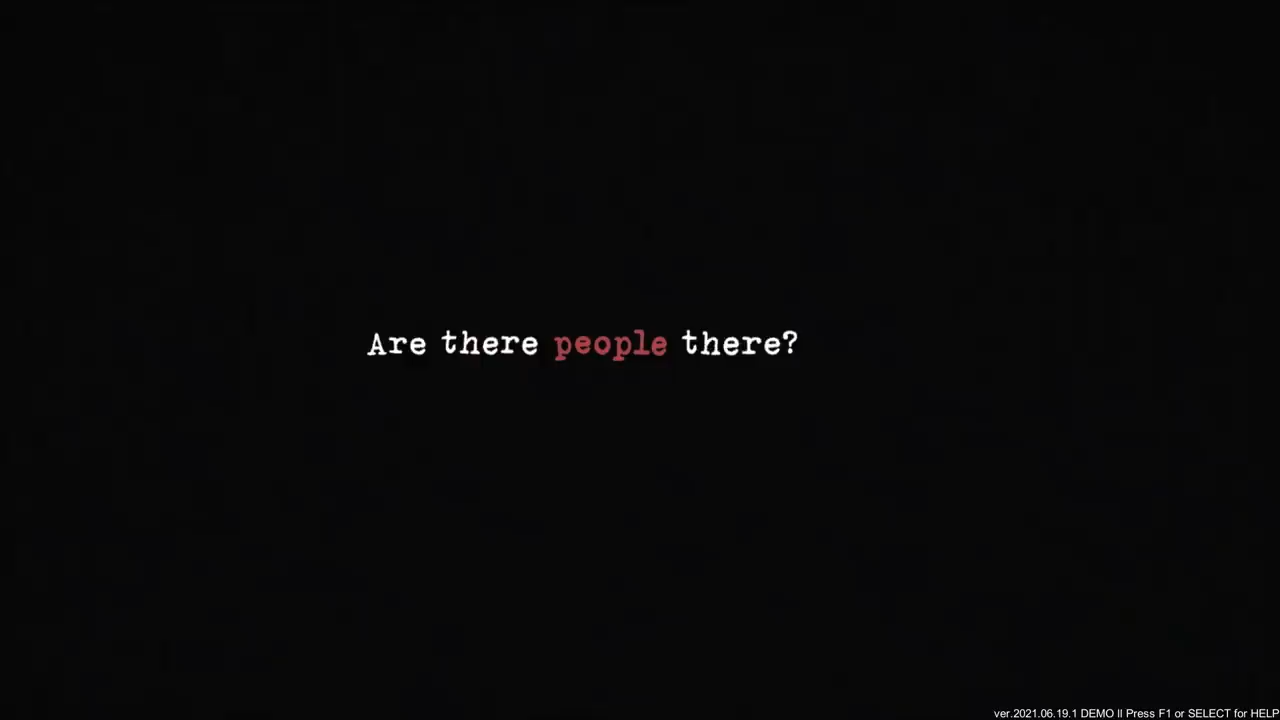 Are there people there?
ver.2021.06.19.1 DEMO II Press F1 or SELECT for HELP